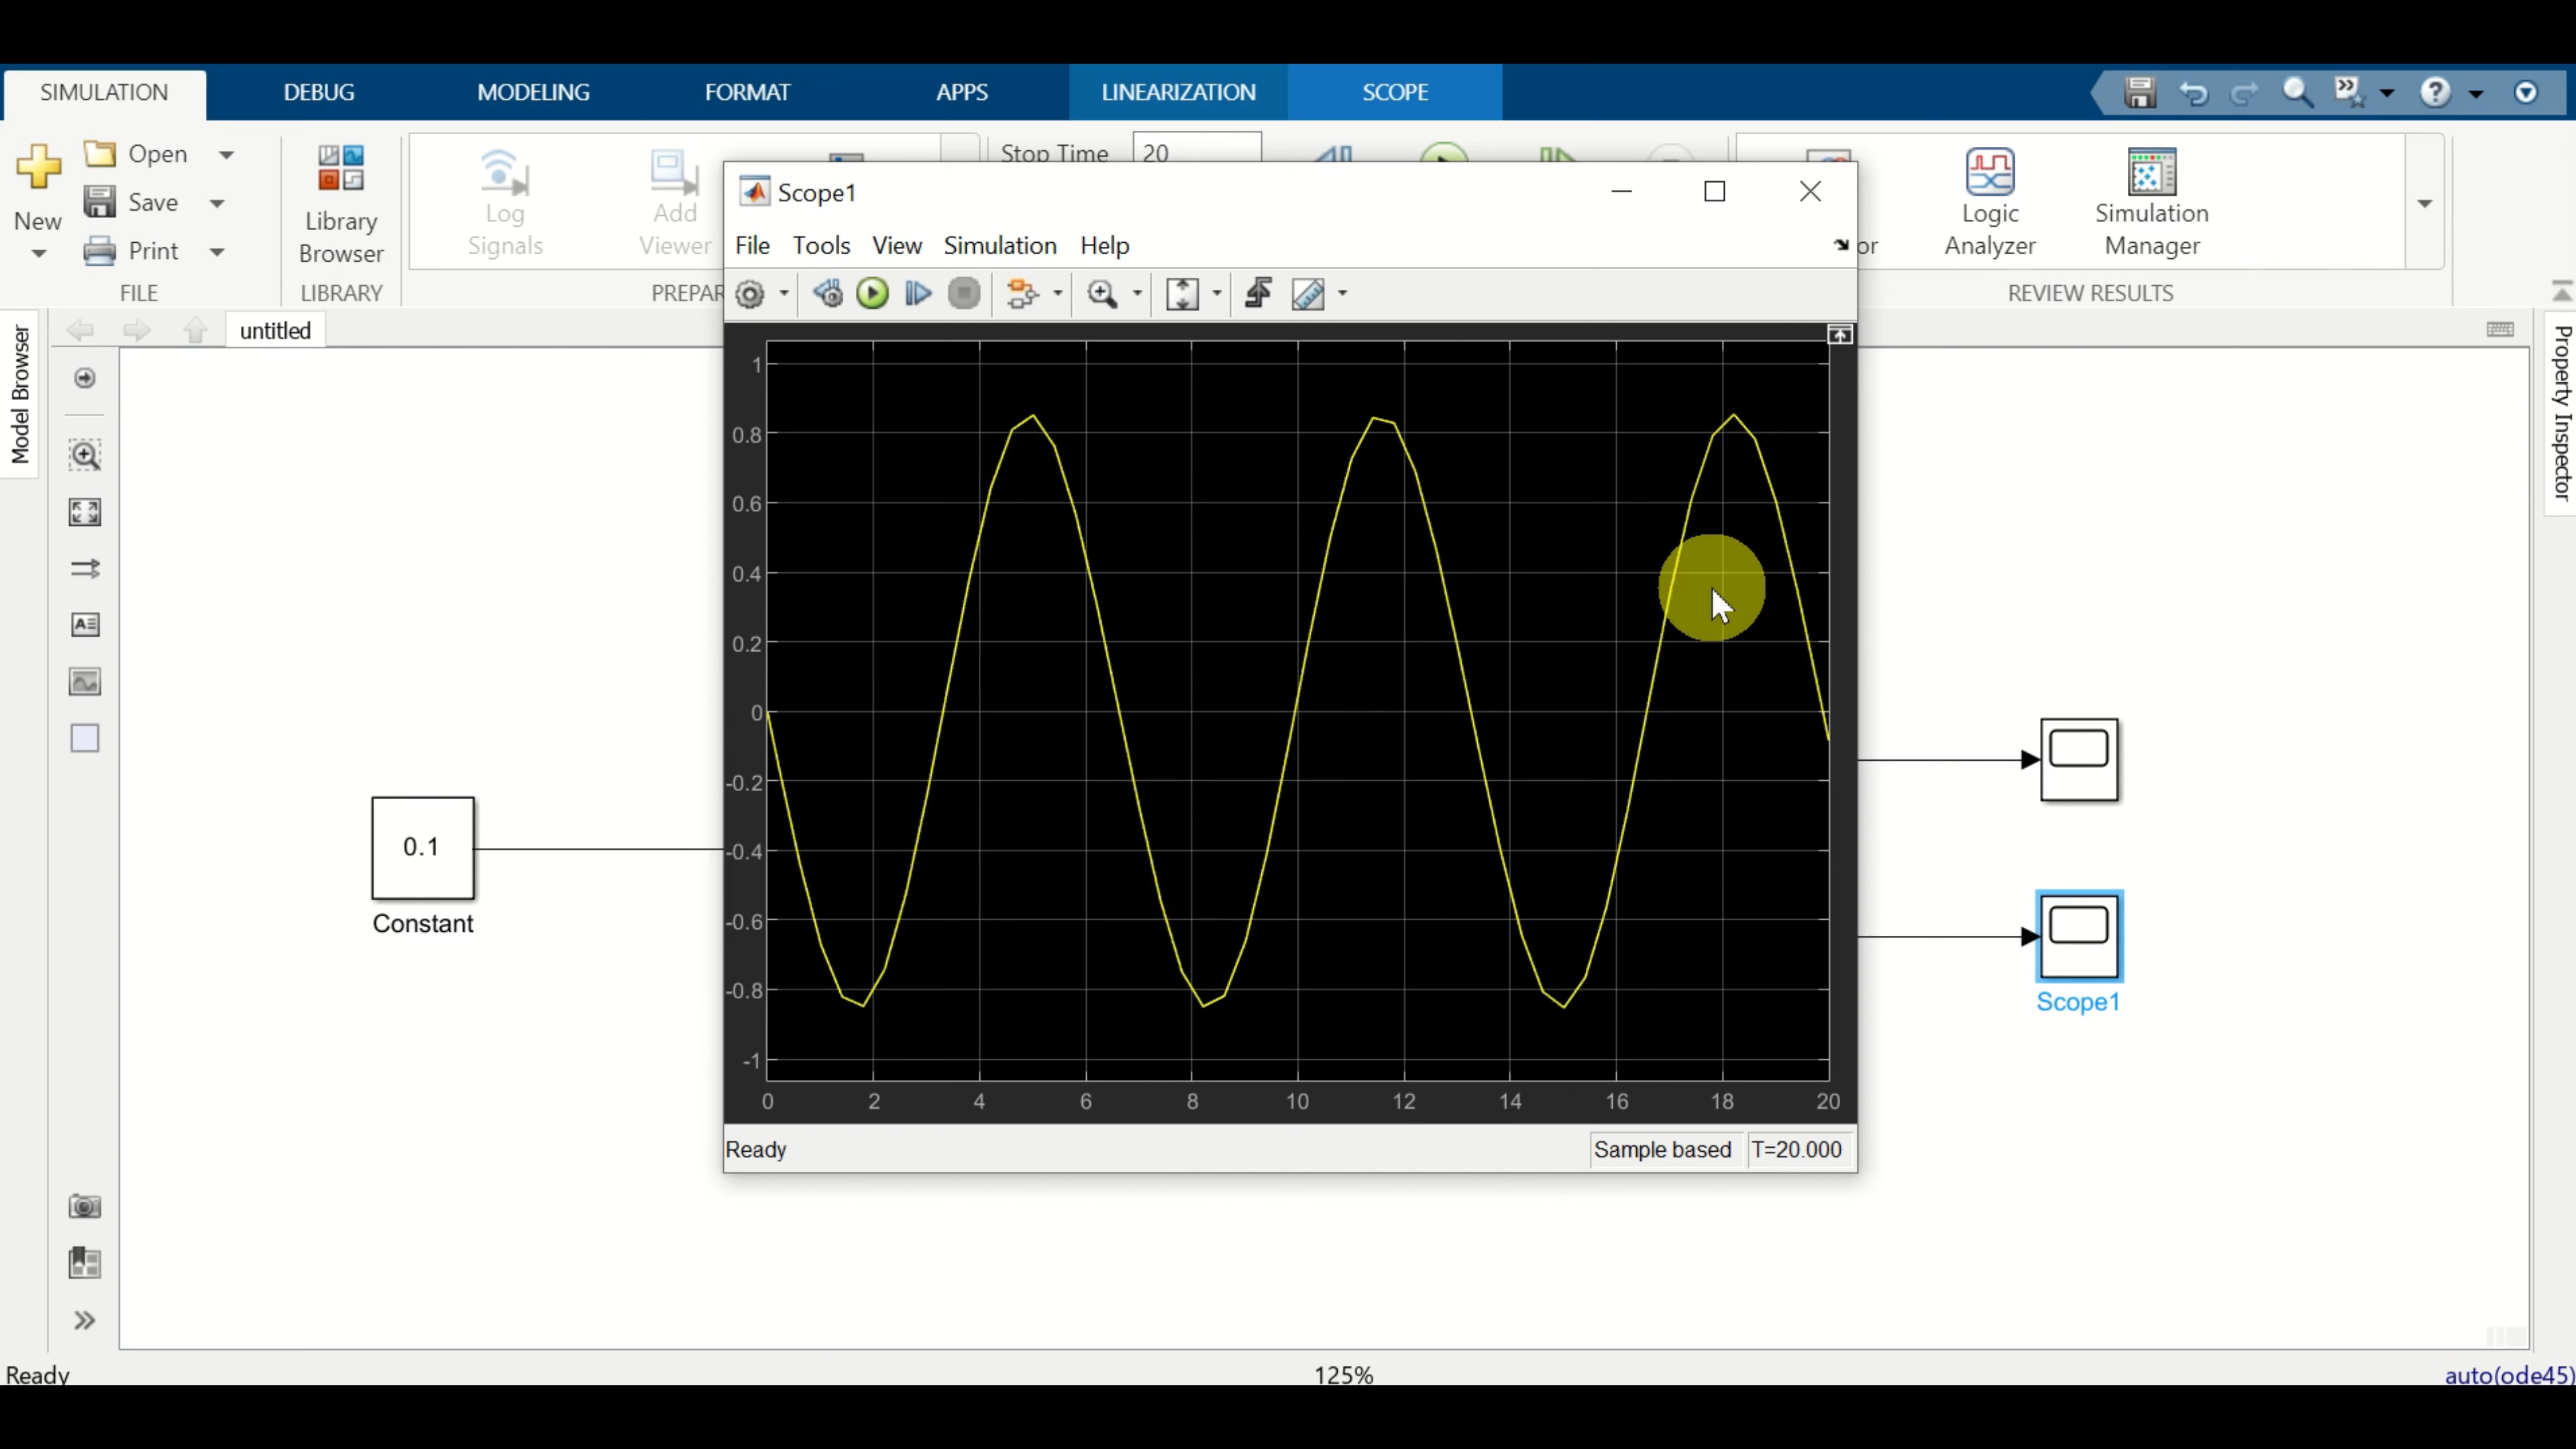 SIMULATION DEBUG MODELING FORMAT APPS LINEARIZATION SCOPE
New
Open
Save
Print
FILE
Library
Browser
LIBRARY
Log
Signals
Add
Viewer
PREPAR
Stop Time 20
or
Logic
Analyzer
Simulation
Manager
REVIEW RESULTS
Model Browser
untitled
Property Inspector
Scope1
File Tools View Simulation Help
1
0.8
0.6
0.4
0.2
0
-0.2
-0.4
-0.6
-0.8
-1
0 2 4 6 8 10 12 14 16 18 20
Ready Sample based T=20.000
0.1
Constant
Scope1
Ready 125% auto(ode45)